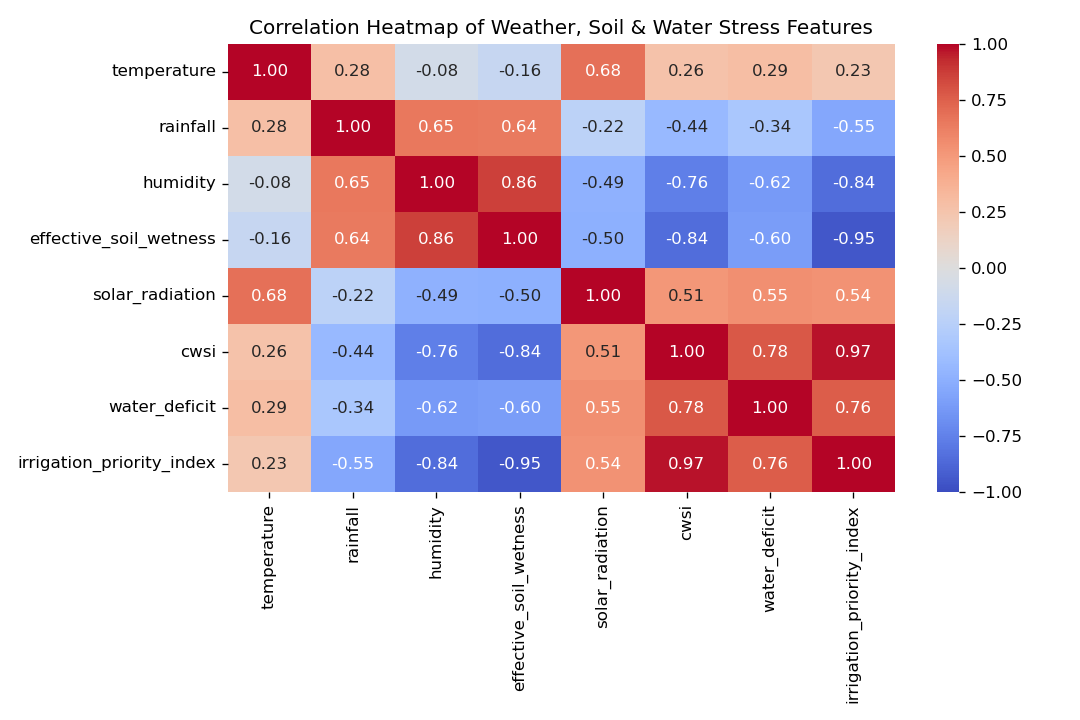 Correlation Heatmap of Weather, Soil & Water Stress Features
temperature 1.00 0.28 -0.08 -0.16 0.68 0.26 0.29 0.23
rainfall 0.28 1.00 0.65 0.64 -0.22 -0.44 -0.34 -0.55
humidity -0.08 0.65 1.00 0.86 -0.49 -0.76 -0.62 -0.84
effective_soil_wetness -0.16 0.64 0.86 1.00 -0.50 -0.84 -0.60 -0.95
solar_radiation 0.68 -0.22 -0.49 -0.50 1.00 0.51 0.55 0.54
cwsi 0.26 -0.44 -0.76 -0.84 0.51 1.00 0.78 0.97
water_deficit 0.29 -0.34 -0.62 -0.60 0.55 0.78 1.00 0.76
irrigation_priority_index 0.23 -0.55 -0.84 -0.95 0.54 0.97 0.76 1.00
temperature
rainfall
humidity
effective_soil_wetness
solar_radiation
cwsi
water_deficit
irrigation_priority_index
1.00
0.75
0.50
0.25
0.00
−0.25
−0.50
−0.75
−1.00